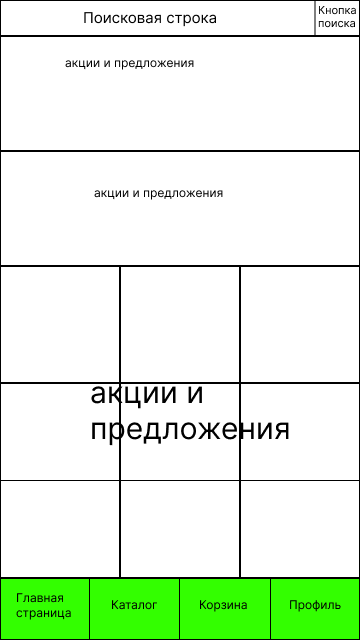 Поисковая строка
Кнопка
поиска
акции и предложения
акции и предложения
акции и
предложения
Главная
страница
Каталог
Корзина
Профиль